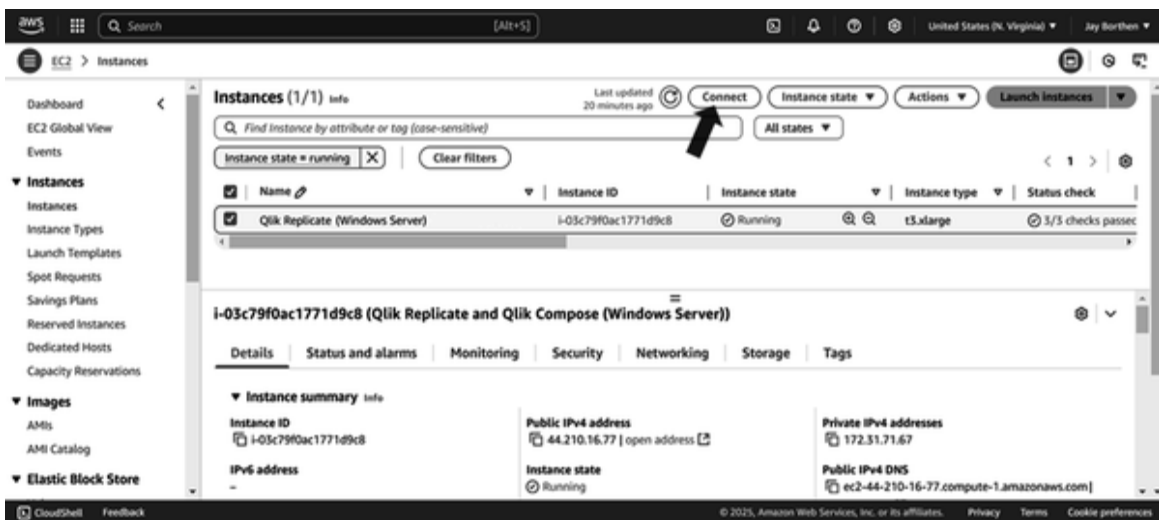 aws Search [Alt+S] United States (N. Virginia) Jay Borthen
EC2 > Instances
Dashboard
EC2 Global View
Events
Instances
Instances
Instance Types
Launch Templates
Spot Requests
Savings Plans
Reserved Instances
Dedicated Hosts
Capacity Reservations
Images
AMIs
AMI Catalog
Elastic Block Store
Instances (1/1) Info
Last updated
20 minutes ago
Connect Instance state Actions Launch instances
Find Instance by attribute or tag (case-sensitive) All states
Instance state = running Clear filters 1
Name Instance ID Instance state Instance type Status check
Qlik Replicate (Windows Server) i-03c79f0ac1771d9c8 Running t3.xlarge 3/3 checks passec
i-03c79f0ac1771d9c8 (Qlik Replicate and Qlik Compose (Windows Server))
Details Status and alarms Monitoring Security Networking Storage Tags
Instance summary Info
Instance ID Public IPv4 address Private IPv4 addresses
i-03c79f0ac1771d9c8 44.210.16.77 | open address 172.31.71.67
IPv6 address Instance state Public IPv4 DNS
– Running ec2-44-210-16-77.compute-1.amazonaws.com |
CloudShell Feedback © 2025, Amazon Web Services, Inc. or its affiliates. Privacy Terms Cookie preferences